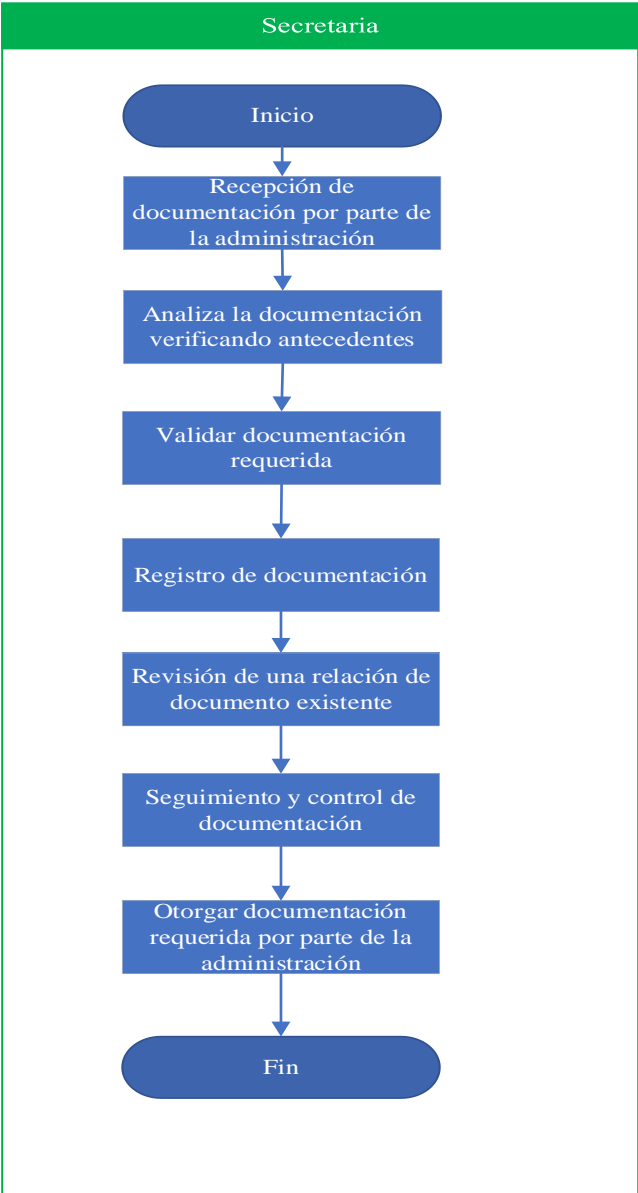 Secretaria
Inicio
Recepción de
documentación por parte de
la administración
Analiza la documentación
verificando antecedentes
Validar documentación
requerida
Registro de documentación
Revisión de una relación de
documento existente
Seguimiento y control de
documentación
Otorgar documentación
requerida por parte de la
administración
Fin